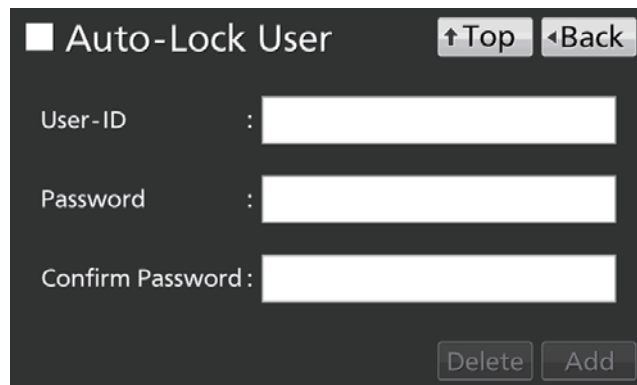 ■ Auto-Lock User ↑Top ◂Back
User-ID :
Password :
Confirm Password :
Delete Add